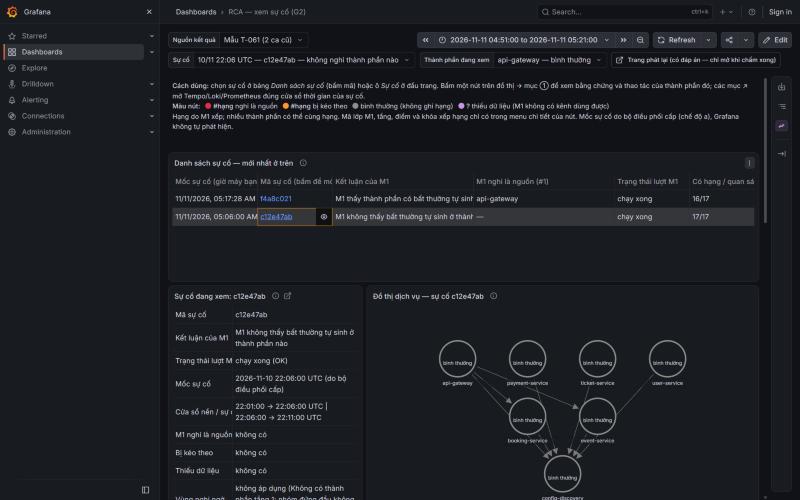 Grafana
Dashboards › RCA — xem sự cố (G2)
Search...
ctrl+k
Sign in
Starred
Dashboards
Explore
Drilldown
Alerting
Connections
Administration
Nguồn kết quả
Mẫu T-061 (2 ca cũ)
2026-11-11 04:51:00 to 2026-11-11 05:21:00
Refresh
Edit
Sự cố
10/11 22:06 UTC — c12e47ab — không nghi thành phần nào
Thành phần đang xem
api-gateway — bình thường
Trang phát lại (có đáp án — chỉ mở khi chấm xong)
Cách dùng: chọn sự cố ở bảng Danh sách sự cố (bấm mã) hoặc ô Sự cố ở đầu trang. Bấm một nút trên đồ thị → mục ① để xem bằng chứng và thao tác của thành phần đó; các mục ↗
mở Tempo/Loki/Prometheus đúng cửa sổ thời gian của sự cố.
Màu nút: #hạng nghi là nguồn #hạng bị kéo theo bình thường (không ghi hạng) ? thiếu dữ liệu (M1 không có kênh dùng được)
Hạng do M1 xếp; nhiều thành phần có thể cùng hạng. Mã lớp M1, tầng, điểm và khóa xếp hạng chỉ có trong menu chi tiết của nút. Mốc sự cố do bộ điều phối cấp (chế độ a), Grafana
không tự phát hiện.
Danh sách sự cố — mới nhất ở trên
Mốc sự cố (giờ máy bạn
Mã sự cố (bấm để mở
Kết luận của M1
M1 nghi là nguồn (#1)
Trạng thái lượt M1
Có hạng / quan sá
11/11/2026, 05:17:28 AM
f4a8c021
M1 thấy thành phần có bất thường tự sinh
api-gateway
chạy xong
16/17
11/11/2026, 05:06:00 AM
c12e47ab
M1 không thấy bất thường tự sinh ở thành
—
chạy xong
17/17
Sự cố đang xem: c12e47ab
Mã sự cố
c12e47ab
Kết luận của M1
M1 không thấy bất thường tự sinh ở
thành phần nào
Trạng thái lượt M
chạy xong (OK)
Mốc sự cố
2026-11-10 22:06:00 UTC (do bộ
điều phối cấp)
Cửa sổ nền / sự c
22:01:00 → 22:06:00 UTC |
22:06:00 → 22:11:00 UTC
M1 nghi là nguồn
không có
Bị kéo theo
không có
Thiếu dữ liệu
không có
không áp dụng (Không có thành
Đồ thị dịch vụ — sự cố c12e47ab
bình thường
bình thường
bình thường
bình thường
api-gateway
payment-service
ticket-service
user-service
bình thường
bình thường
booking-service
event-service
bình thường
config-discovery